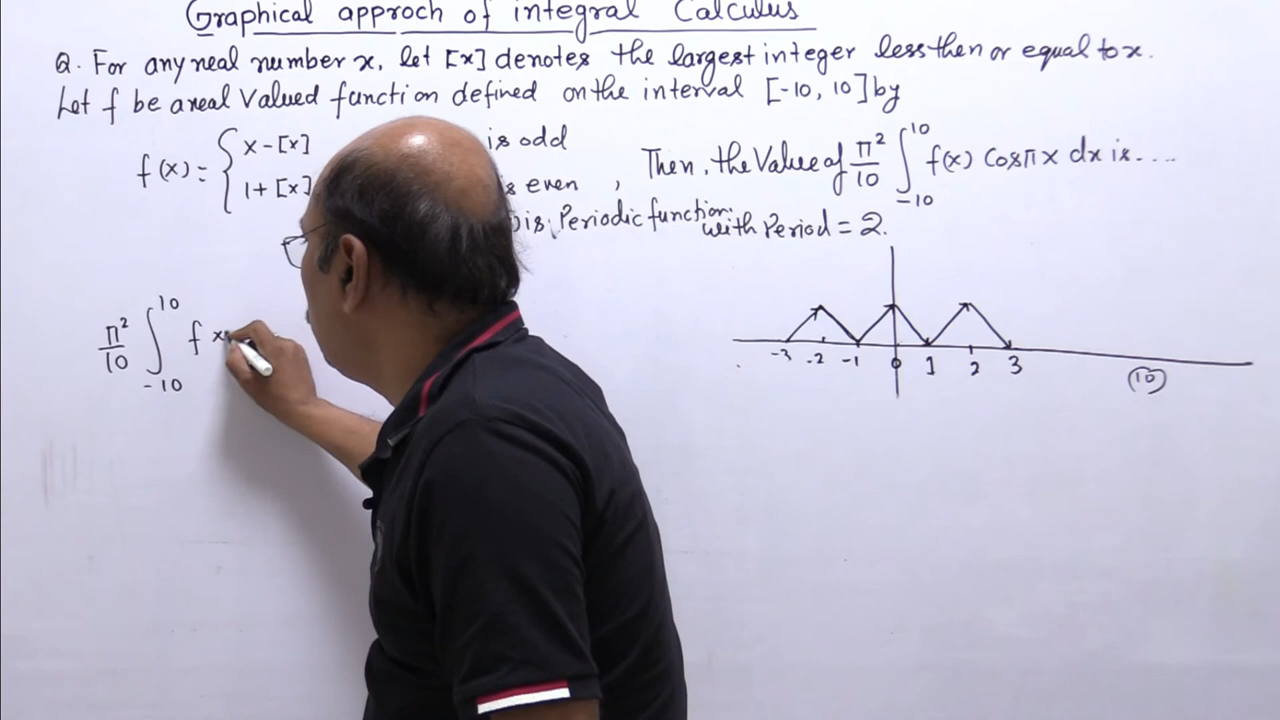 Graphical approch of integral Calculus
Q. For any real number x, let [x] denotes the largest integer less then or equal to x.
Let f be a real Valued function defined on the interval [-10, 10] by
f(x) = { x - [x] is odd
1 + [x] is even , Then, the Value of π²/10 ∫_{-10}^{10} f(x) Cosπx dx is....
is Periodic function with Period = 2.
π²/10 ∫_{-10}^{10} f x
-3 -2 -1 0 1 2 3 10